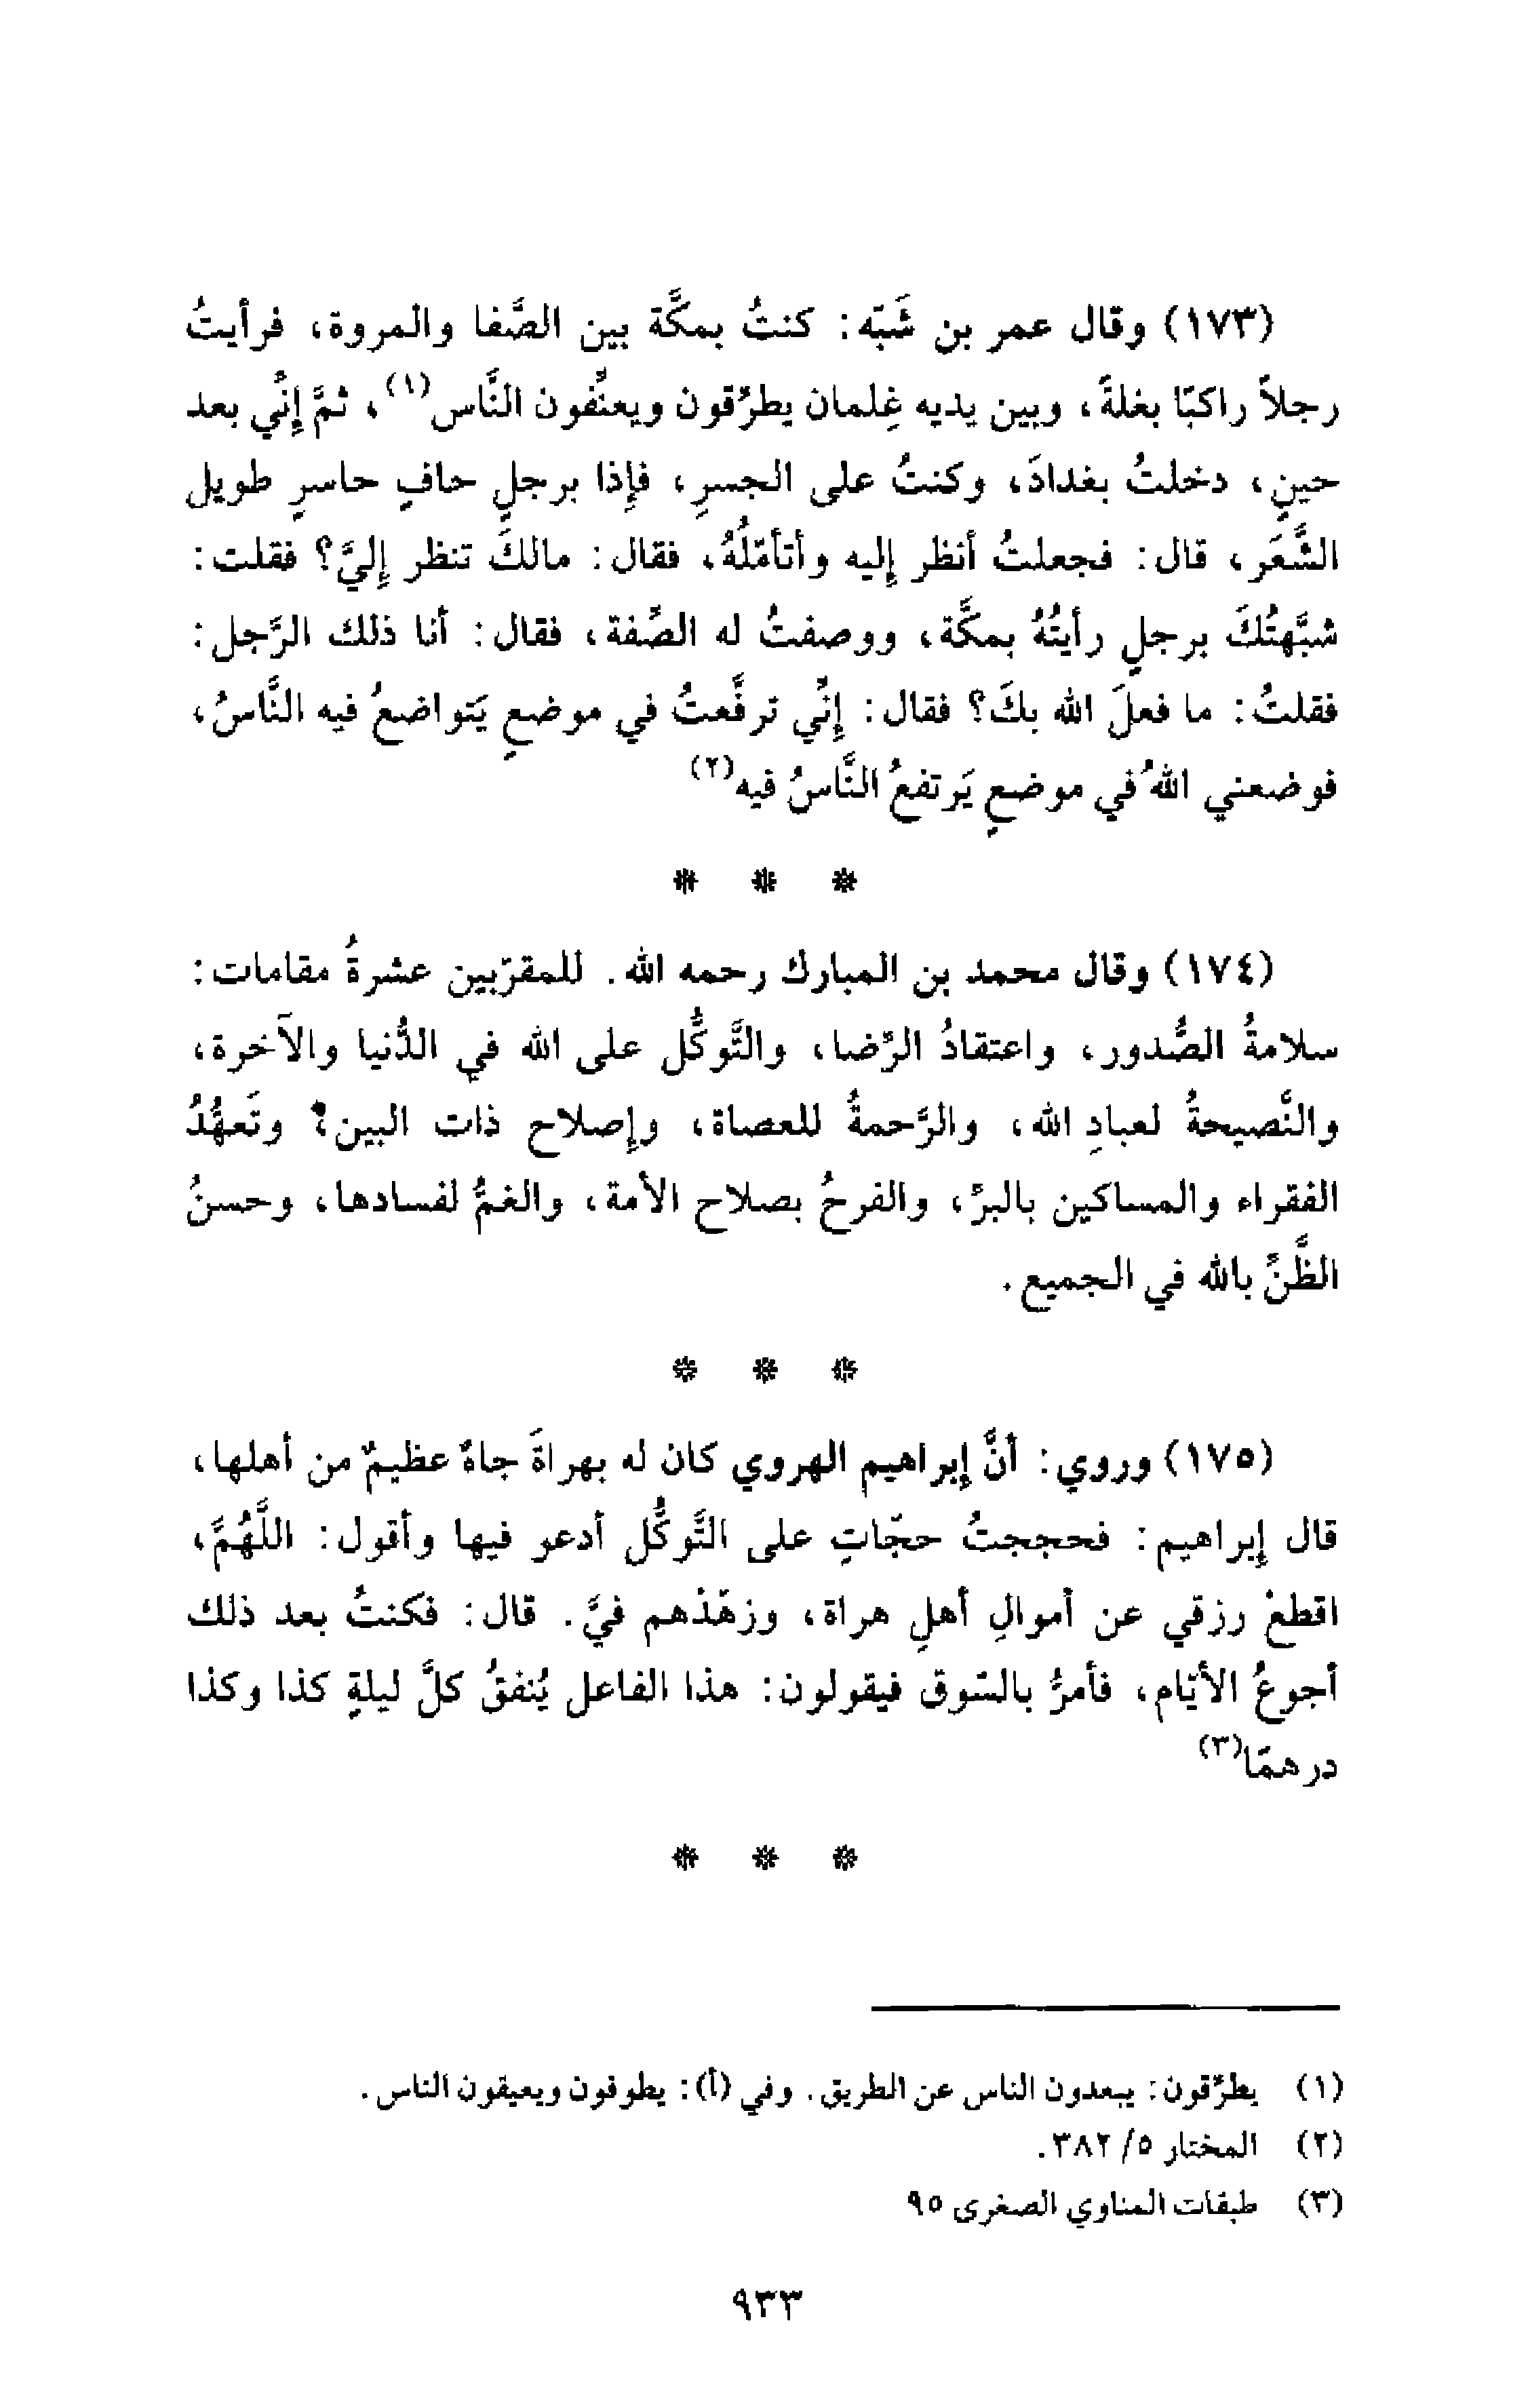 (١٧٣) وقال عمر بن شَبّه: كنتُ بمكَّة بين الصَّفا والمروة، فرأيتُ
رجلاً راكبًا بغلةً، وبين يديه غِلمان يطرّقون ويعنِّفون النَّاس(١)، ثمَّ إنِّي بعد
حينٍ، دخلتُ بغدادَ، وكنتُ على الجسرِ، فإذا برجلٍ حافٍ حاسرٍ طويل
الشَّعَر، قال: فجعلتُ أنظر إليه وأتأمّلُهُ، فقال: مالكَ تنظر إليَّ؟ فقلت:
شبَّهتُكَ برجلٍ رأيتُهُ بمكَّة، ووصفتُ له الصِّفة، فقال: أنا ذلك الرَّجل:
فقلتُ: ما فعلَ الله بكَ؟ فقال: إنِّي ترفَّعتُ في موضعٍ يَتواضعُ فيه النَّاسُ،
فوضعني اللهُ في موضعٍ يَرتفعُ النَّاسُ فيه(٢)
* * *
(١٧٤) وقال محمد بن المبارك رحمه الله. للمقرّبين عشرةُ مقامات:
سلامةُ الصُّدور، واعتقادُ الرِّضا، والتَّوكُّل على الله في الدُّنيا والآخرة،
والنَّصيحةُ لعبادِ الله، والرَّحمةُ للعصاة، وإصلاح ذات البين؟ وتَعهُّدُ
الفقراء والمساكين بالبرِّ، والفرحُ بصلاح الأمة، والغمُّ لفسادها، وحسنُ
الظَّنِّ بالله في الجميع.
* * *
(١٧٥) وروي: أنَّ إبراهيم الهروي كان له بهراةَ جاهٌ عظيمٌ من أهلها،
قال إبراهيم: فحججتُ حجّاتٍ على التَّوكُّل أدعو فيها وأقول: اللَّهُمَّ،
اقطعْ رزقي عن أموالِ أهلِ هراة، وزهّدْهم فيَّ. قال: فكنتُ بعد ذلك
أجوعُ الأيّام، فأمرُّ بالسّوق فيقولون: هذا الفاعل يُنفقُ كلَّ ليلةٍ كذا وكذا
درهمًا(٣)
* * *
(١) يطرّقون: يبعدون الناس عن الطريق. وفي (أ): يطوفون ويعيقون الناس.
(٢) المختار ٥/ ٣٨٢.
(٣) طبقات المناوي الصغرى ٩٥
٩٣٣